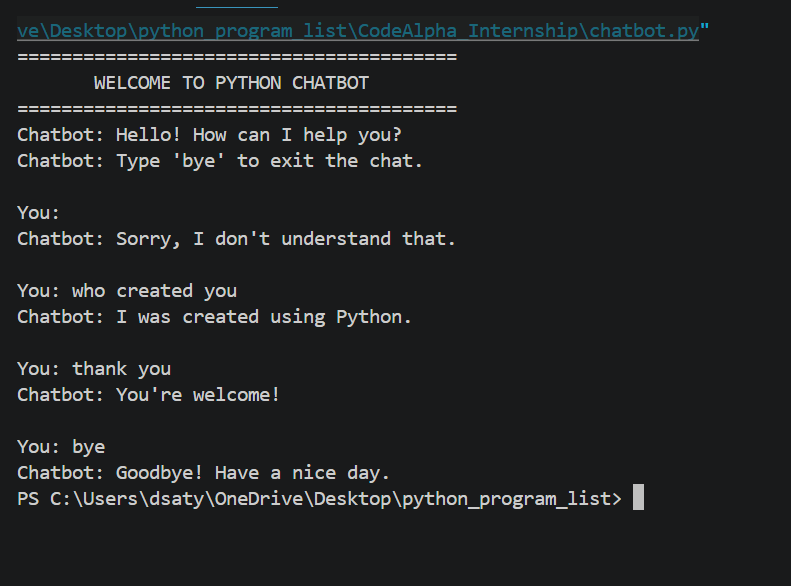 ve\Desktop\python_program_list\CodeAlpha_Internship\chatbot.py"
========================================
       WELCOME TO PYTHON CHATBOT
========================================
Chatbot: Hello! How can I help you?
Chatbot: Type 'bye' to exit the chat.
You:
Chatbot: Sorry, I don't understand that.
You: who created you
Chatbot: I was created using Python.
You: thank you
Chatbot: You're welcome!
You: bye
Chatbot: Goodbye! Have a nice day.
PS C:\Users\dsaty\OneDrive\Desktop\python_program_list>